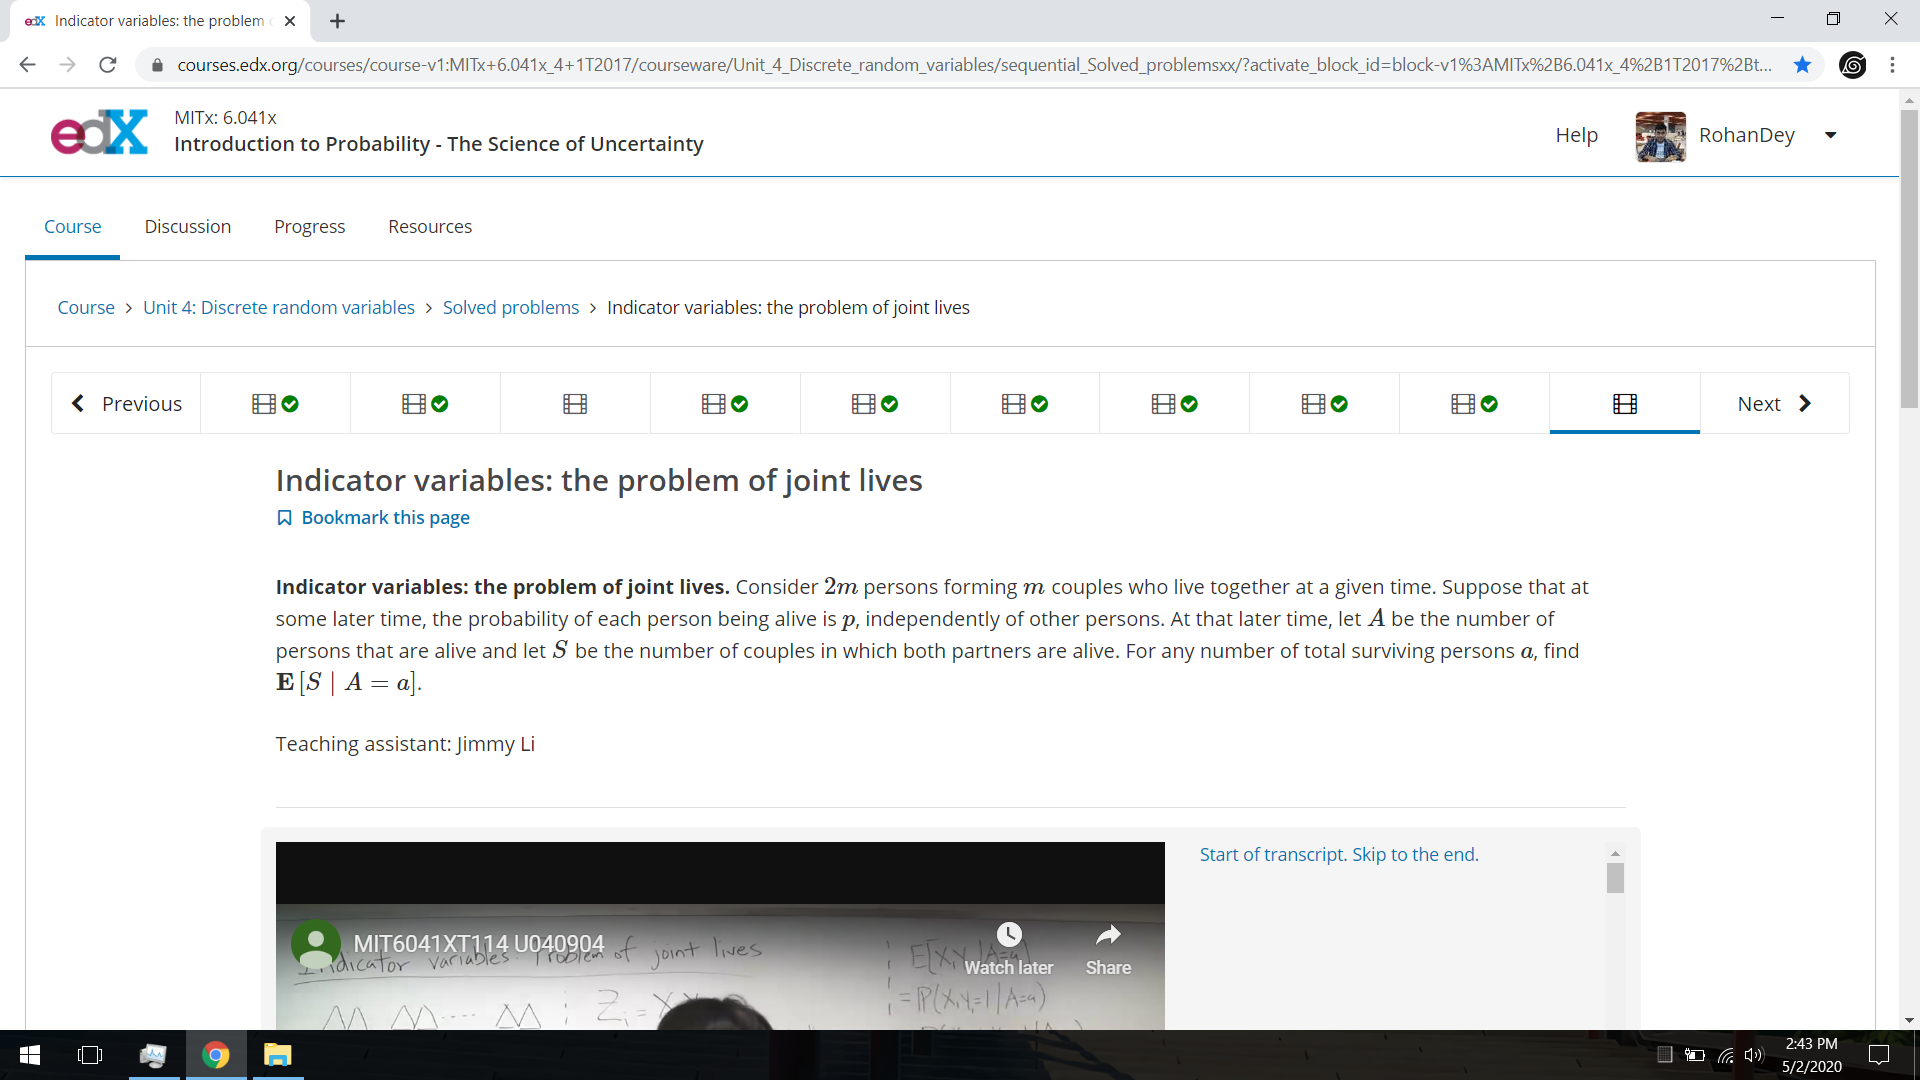 edX Indicator variables: the problem
courses.edx.org/courses/course-v1:MITx+6.041x_4+1T2017/courseware/Unit_4_Discrete_random_variables/sequential_Solved_problemsxx/?activate_block_id=block-v1%3AMITx%2B6.041x_4%2B1T2017%2Bt...
edX
MITx: 6.041x
Introduction to Probability - The Science of Uncertainty
Help
RohanDey
Course Discussion Progress Resources
Course > Unit 4: Discrete random variables > Solved problems > Indicator variables: the problem of joint lives
Previous
Next
Indicator variables: the problem of joint lives
Bookmark this page
Indicator variables: the problem of joint lives. Consider 2m persons forming m couples who live together at a given time. Suppose that at
some later time, the probability of each person being alive is p, independently of other persons. At that later time, let A be the number of
persons that are alive and let S be the number of couples in which both partners are alive. For any number of total surviving persons a, find
E[S | A = a].
Teaching assistant: Jimmy Li
Start of transcript. Skip to the end.
MIT6041XT114 U040904
Indicator variables: Problem of joint lives
Watch later
Share
= P(X₁Y₁=1|A=a)
2:43 PM
5/2/2020